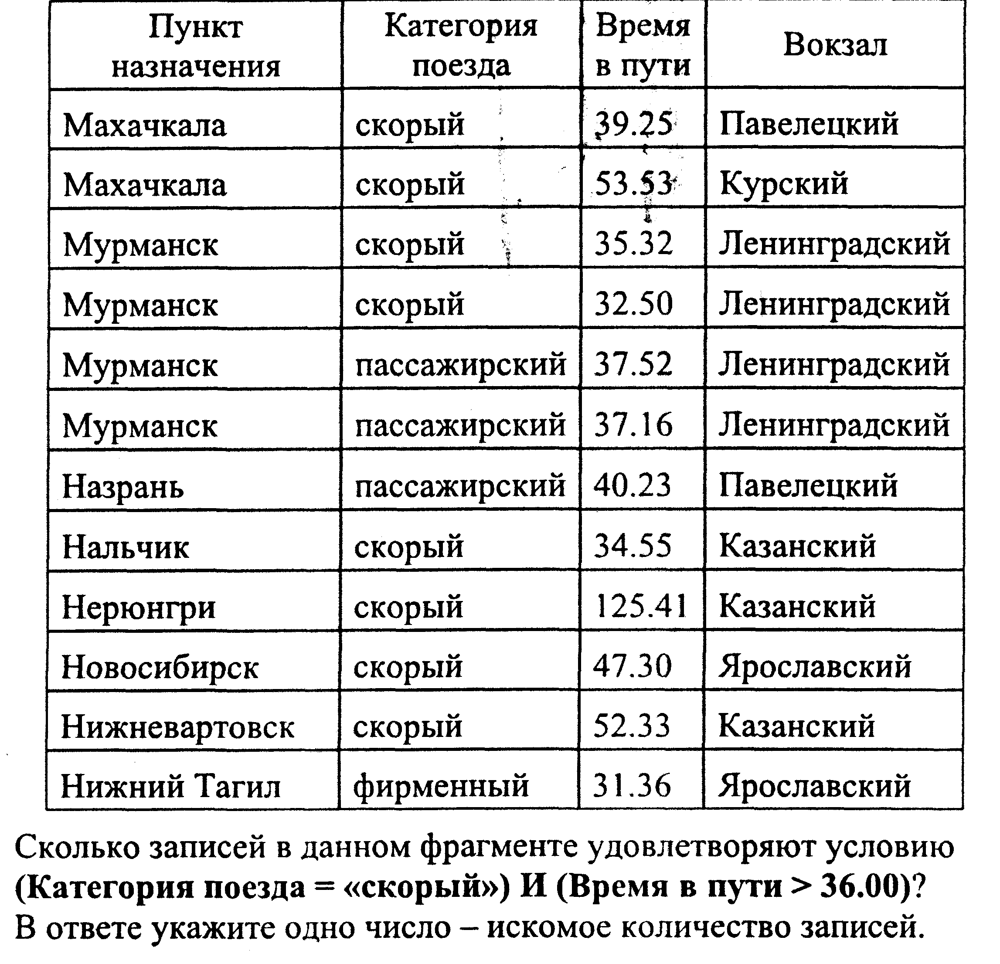 Пункт назначения Категория поезда Время в пути Вокзал
Махачкала скорый 39.25 Павелецкий
Махачкала скорый 53.53 Курский
Мурманск скорый 35.32 Ленинградский
Мурманск скорый 32.50 Ленинградский
Мурманск пассажирский 37.52 Ленинградский
Мурманск пассажирский 37.16 Ленинградский
Назрань пассажирский 40.23 Павелецкий
Нальчик скорый 34.55 Казанский
Нерюнгри скорый 125.41 Казанский
Новосибирск скорый 47.30 Ярославский
Нижневартовск скорый 52.33 Казанский
Нижний Тагил фирменный 31.36 Ярославский
Сколько записей в данном фрагменте удовлетворяют условию
(Категория поезда = «скорый») И (Время в пути > 36.00)?
В ответе укажите одно число – искомое количество записей.